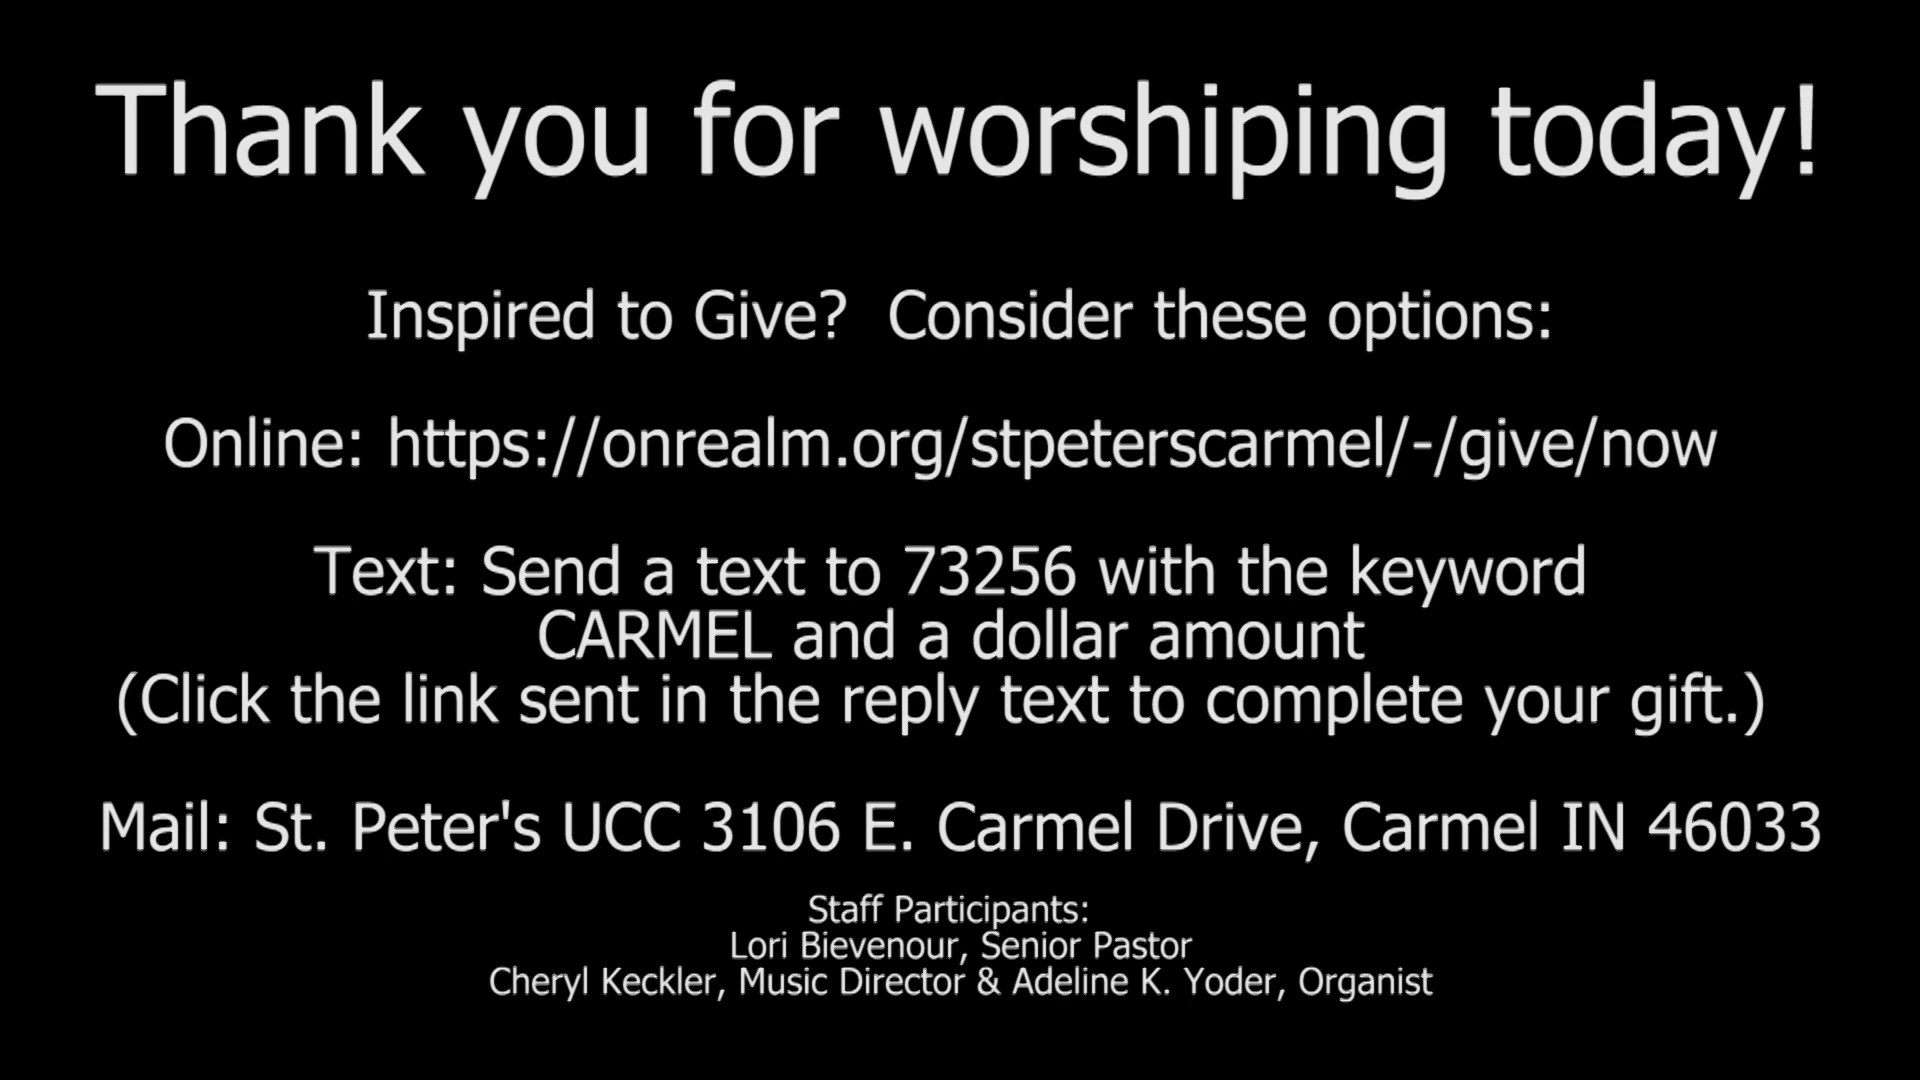 Thank you for worshiping today!
Inspired to Give?  Consider these options:
Online: https://onrealm.org/stpeterscarmel/-/give/now
Text: Send a text to 73256 with the keyword
CARMEL and a dollar amount
(Click the link sent in the reply text to complete your gift.)
Mail: St. Peter's UCC 3106 E. Carmel Drive, Carmel IN 46033
Staff Participants:
Lori Bievenour, Senior Pastor
Cheryl Keckler, Music Director & Adeline K. Yoder, Organist